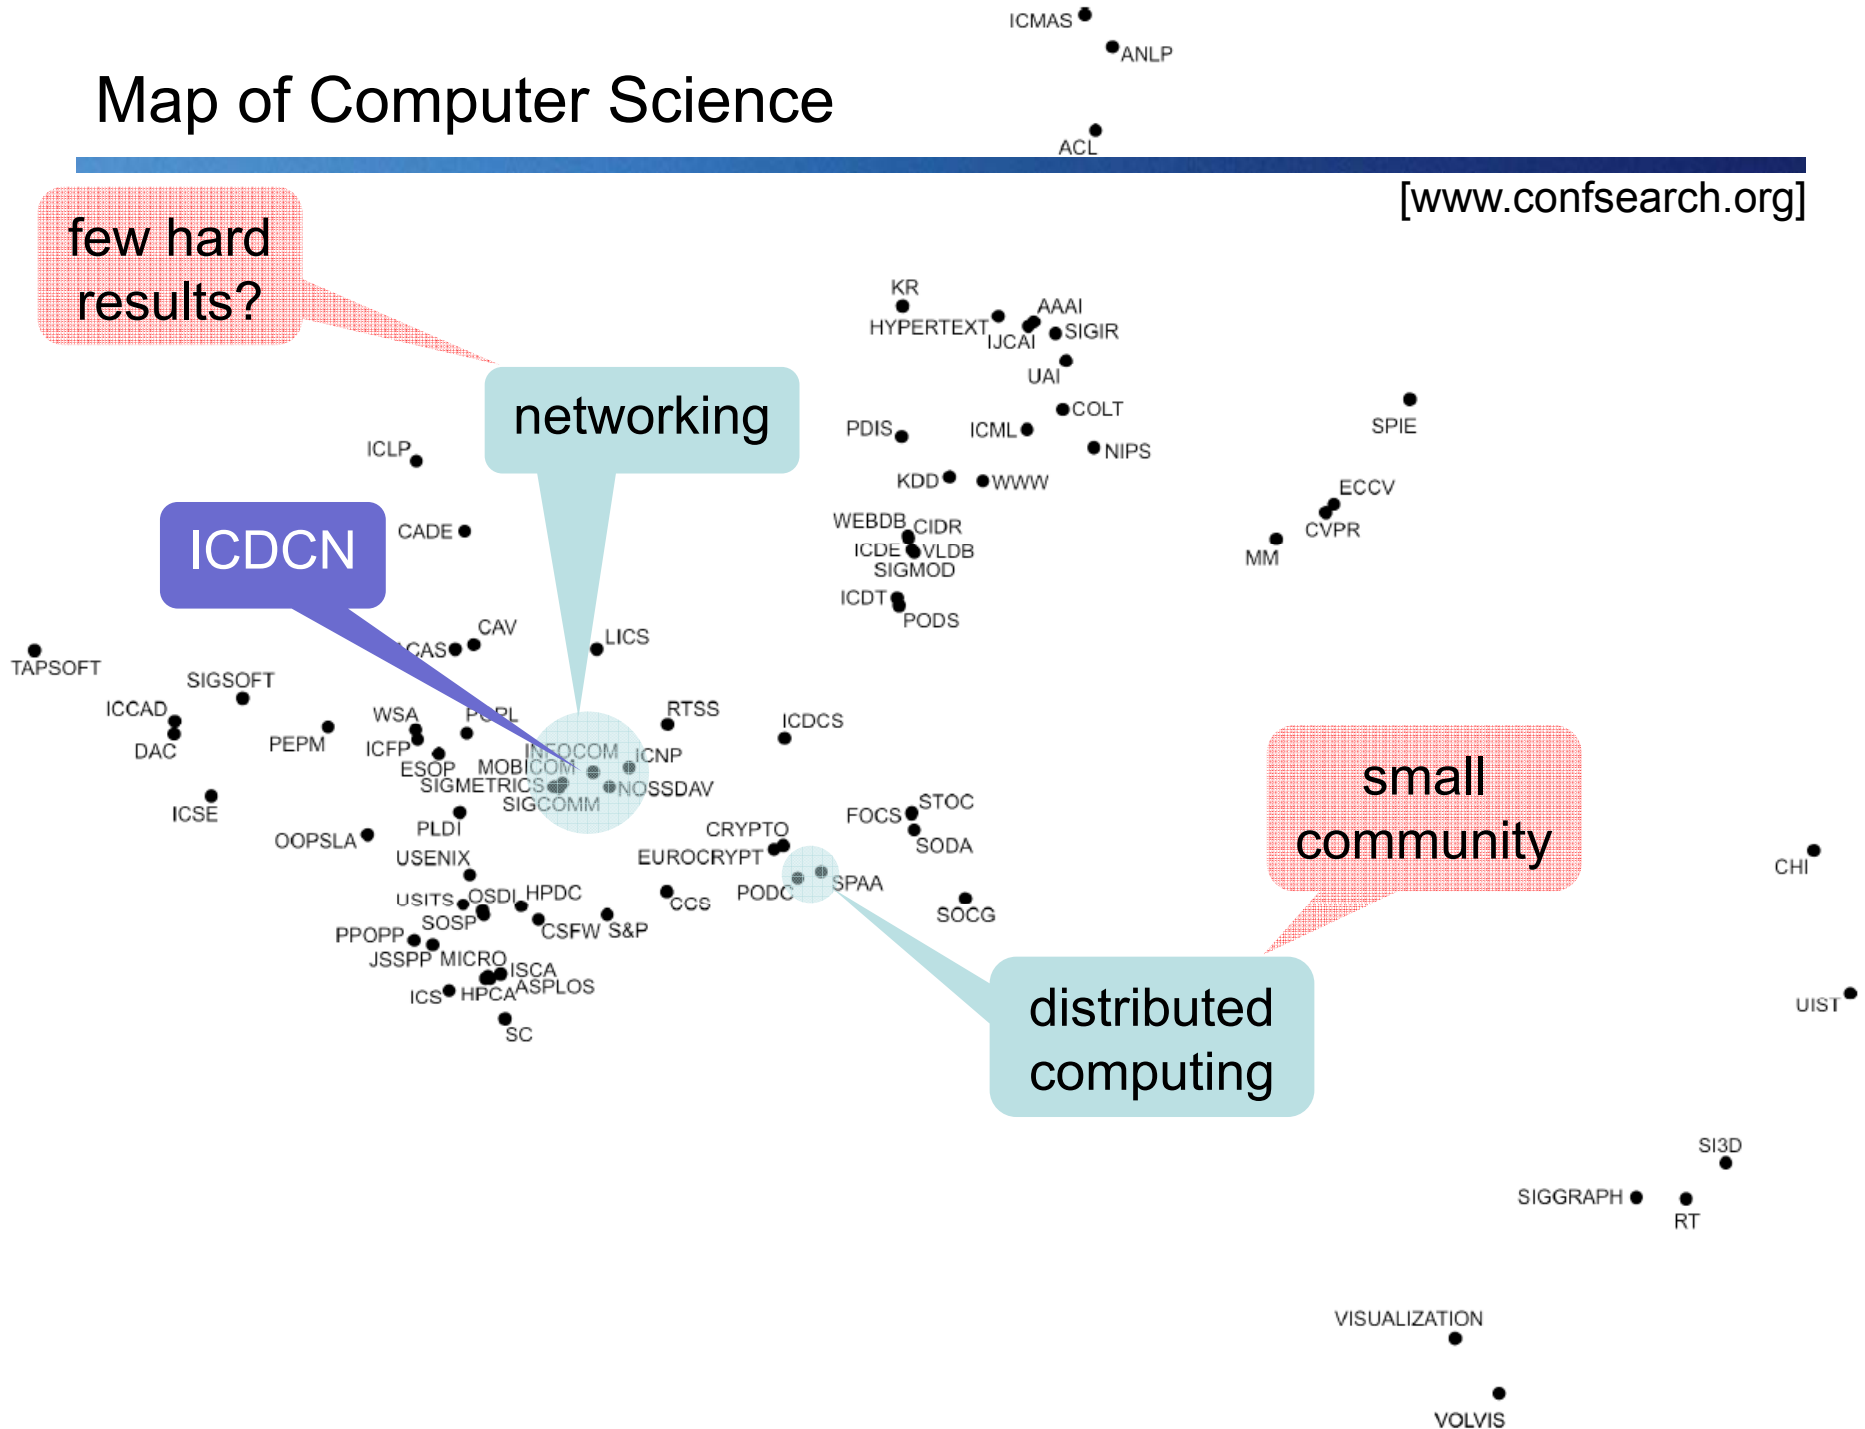 ICMAS
ANLP
Map of Computer Science
ACL
[www.confsearch.org]
few hard
results?
KR
AAAI
HYPERTEXT
IJCAI
SIGIR
UAI
networking
COLT
SPIE
PDIS
ICML
ICLP
NIPS
KDD
WWW
ECCV
WEBDB
CIDR
CVPR
CADE
ICDCN
ICDE
VLDB
MM
SIGMOD
ICDT
PODS
CAV
LICS
CAS
TAPSOFT
SIGSOFT
ICCAD
WSA
POPL
RTSS
ICDCS
DAC
PEPM
ICFP
INFOCOM
ICNP
ESOP
MOBICOM
SIGMETRICS
NOSSDAV
small
community
SIGCOMM
ICSE
STOC
FOCS
PLDI
CRYPTO
OOPSLA
SODA
USENIX
EUROCRYPT
CHI
PODC
SPAA
USITS
OSDI
HPDC
CCS
SOCG
SOSP
CSFW
S&P
PPOPP
JSSPP
MICRO
ISCA
ASPLOS
ICS
HPCA
distributed
computing
UIST
SC
SI3D
SIGGRAPH
RT
VISUALIZATION
VOLVIS